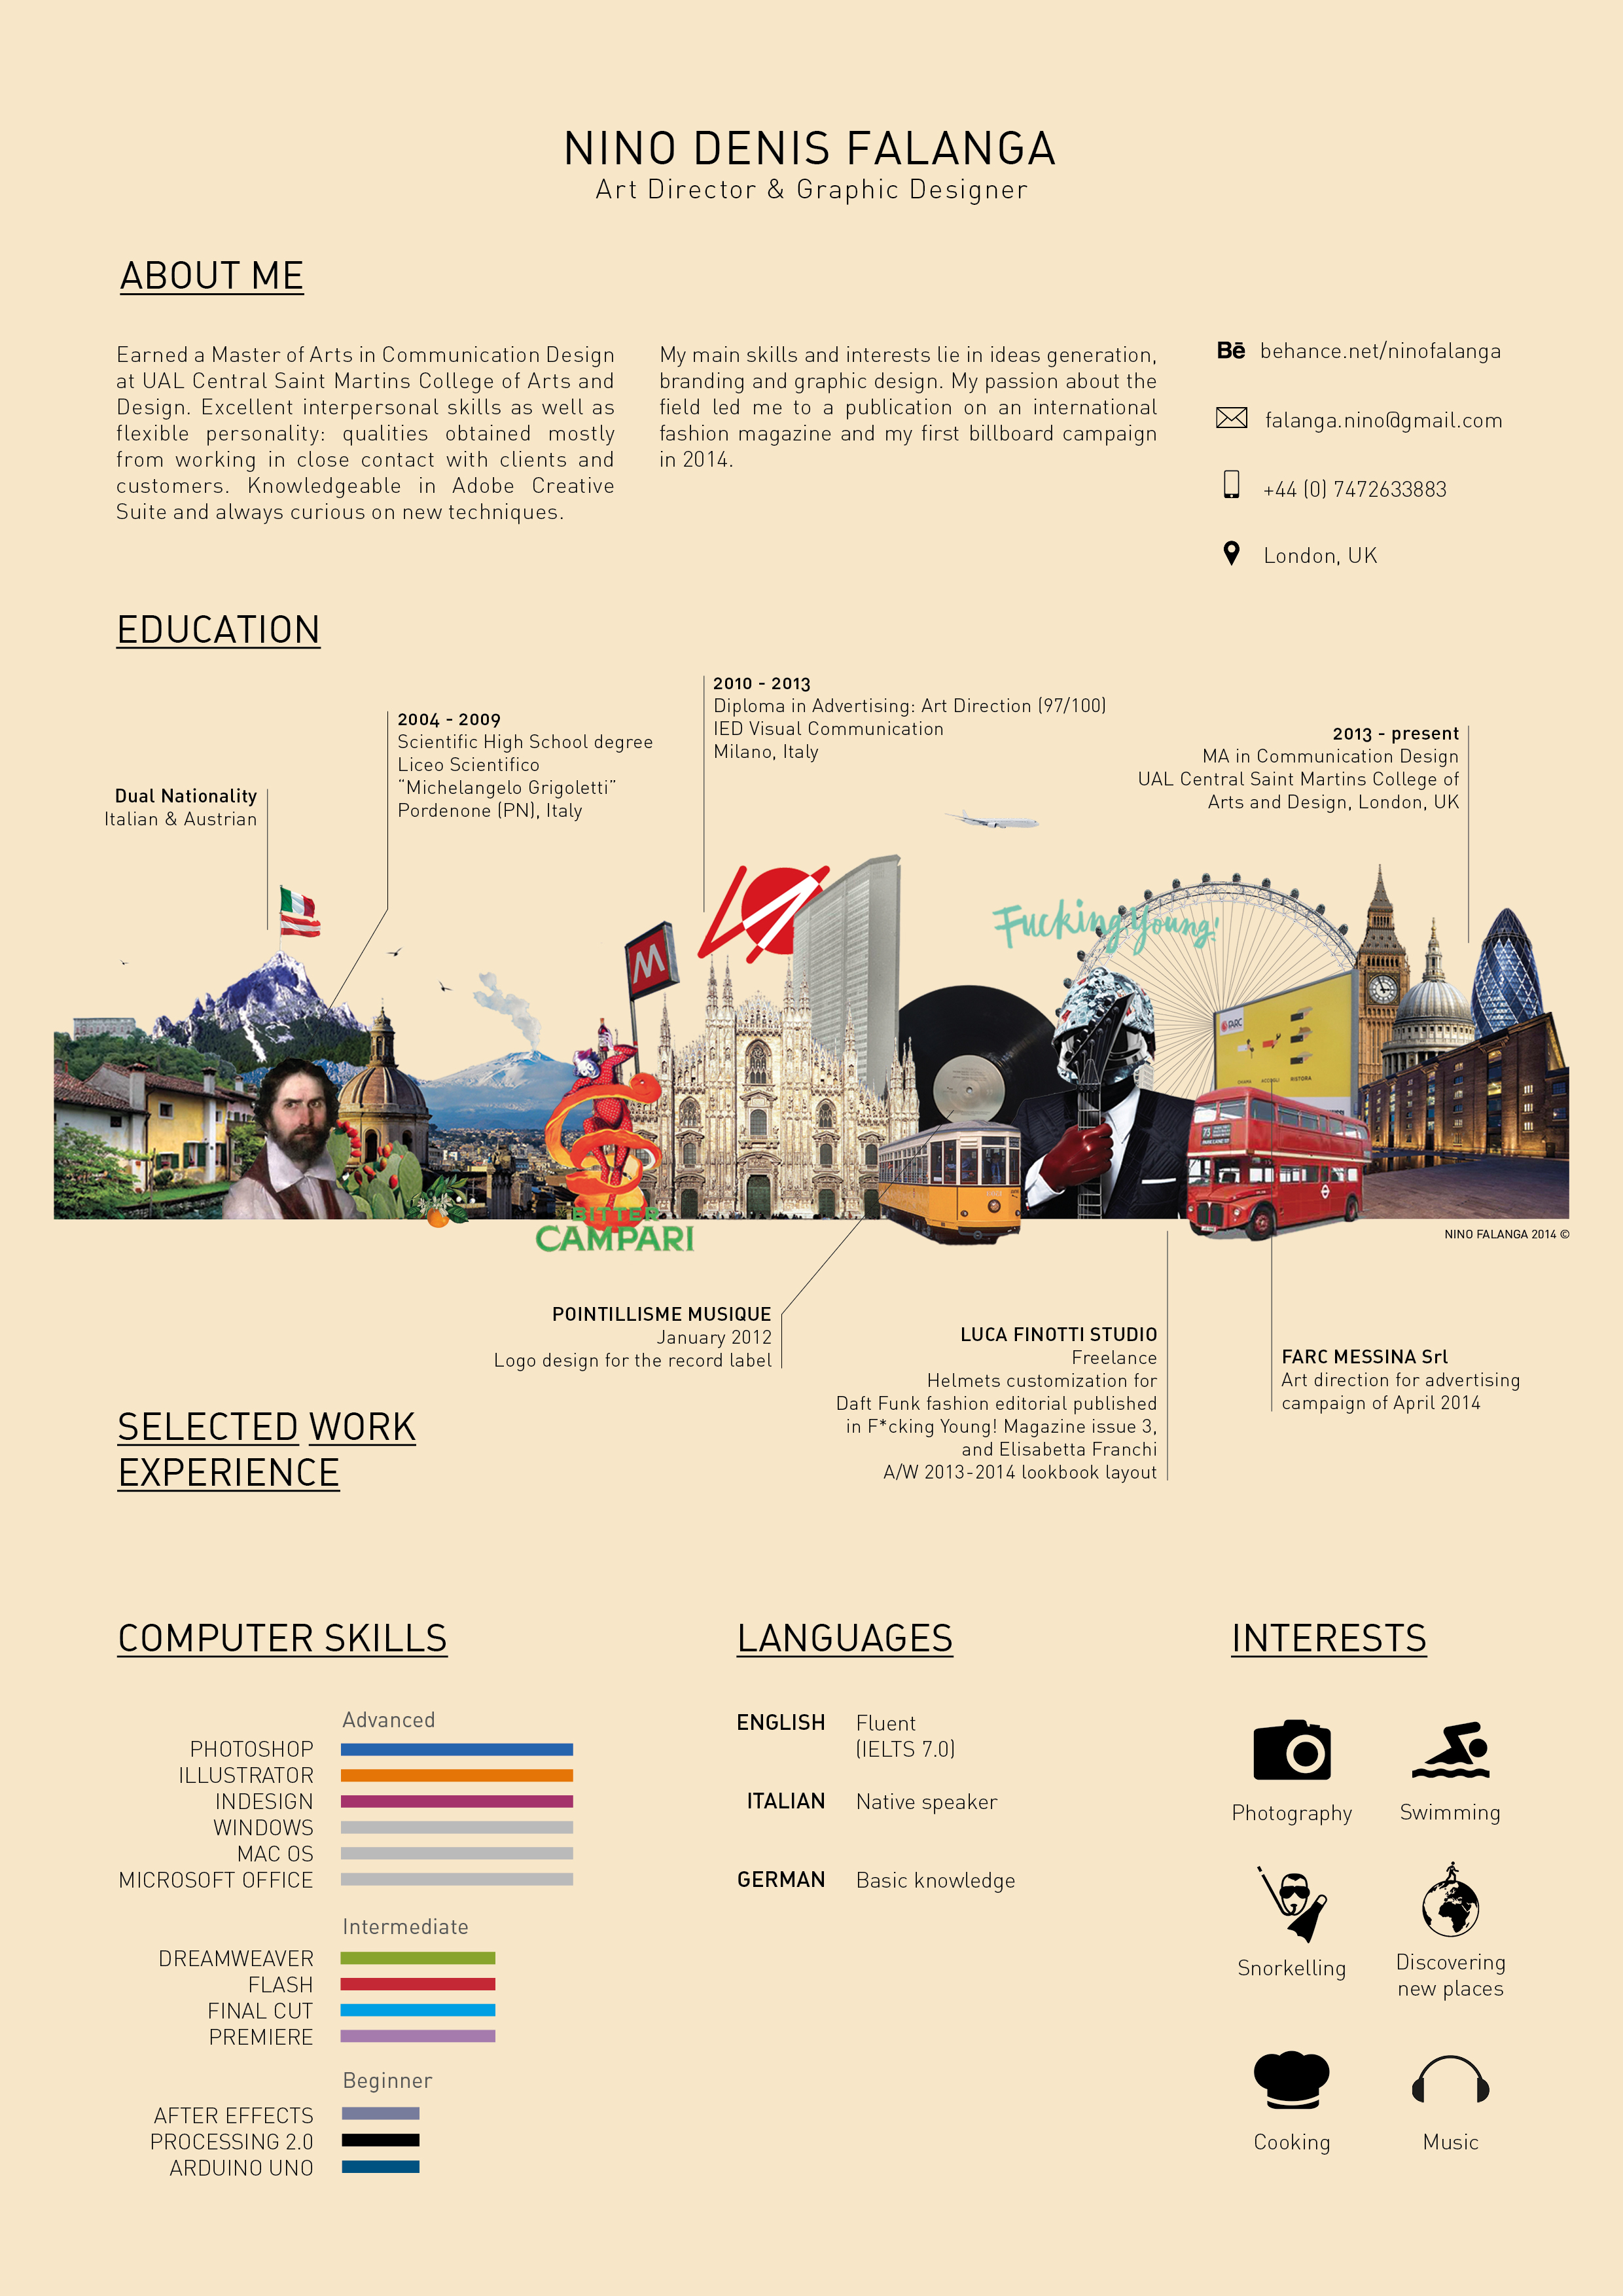 NINO DENIS FALANGA
Art Director & Graphic Designer
ABOUT ME
Earned a Master of Arts in Communication Design
at UAL Central Saint Martins College of Arts and
Design. Excellent interpersonal skills as well as
flexible personality: qualities obtained mostly
from working in close contact with clients and
customers. Knowledgeable in Adobe Creative
Suite and always curious on new techniques.
My main skills and interests lie in ideas generation,
branding and graphic design. My passion about the
field led me to a publication on an international
fashion magazine and my first billboard campaign
in 2014.
Bē behance.net/ninofalanga
falanga.nino@gmail.com
+44 (0) 7472633883
London, UK
EDUCATION
Dual Nationality
Italian & Austrian
2004 - 2009
Scientific High School degree
Liceo Scientifico
“Michelangelo Grigoletti”
Pordenone (PN), Italy
2010 - 2013
Diploma in Advertising: Art Direction (97/100)
IED Visual Communication
Milano, Italy
2013 - present
MA in Communication Design
UAL Central Saint Martins College of
Arts and Design, London, UK
M
Fucking Young!
FARC
RISTORA
73
BITTER
CAMPARI
NINO FALANGA 2014 ©
POINTILLISME MUSIQUE
January 2012
Logo design for the record label
LUCA FINOTTI STUDIO
Freelance
Helmets customization for
Daft Funk fashion editorial published
in F*cking Young! Magazine issue 3,
and Elisabetta Franchi
A/W 2013-2014 lookbook layout
FARC MESSINA Srl
Art direction for advertising
campaign of April 2014
SELECTED WORK
EXPERIENCE
COMPUTER SKILLS
Advanced
PHOTOSHOP
ILLUSTRATOR
INDESIGN
WINDOWS
MAC OS
MICROSOFT OFFICE
Intermediate
DREAMWEAVER
FLASH
FINAL CUT
PREMIERE
Beginner
AFTER EFFECTS
PROCESSING 2.0
ARDUINO UNO
LANGUAGES
ENGLISH Fluent
(IELTS 7.0)
ITALIAN Native speaker
GERMAN Basic knowledge
INTERESTS
Photography
Swimming
Snorkelling
Discovering
new places
Cooking
Music